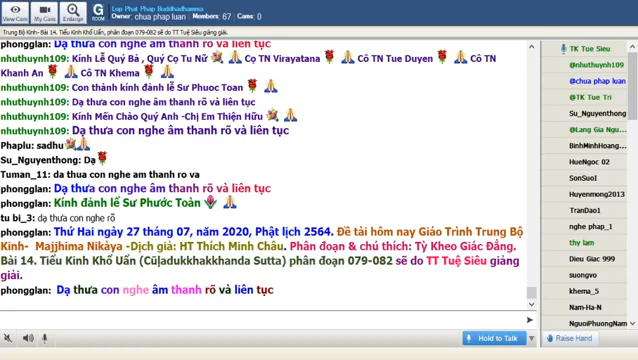 Lop Phat Phap Buddhadhamma
Owner: chua phap luan  Members: 67  Cams: 0
View Cam  My Cams  Enlarge  G ROOM
Trung Bộ Kinh- Bài 14. Tiểu Kinh Khổ Uẩn, phân đoạn 079-082 sẽ do TT Tuệ Siêu giảng giải.
phongglan: Dạ thưa con nghe âm thanh rõ và liên tục
nhuthuynh109: Kính Lễ Quý Bà , Quý Cọ Tu Nữ Cọ TN Virayatana Cô TN Tue Duyen Cô TN
Khanh An Cô TN Khema
nhuthuynh109: Con thành kính đánh lễ Sư Phuoc Toan
nhuthuynh109: Dạ thưa con nghe âm thanh rõ và liên tục
nhuthuynh109: Kính Mến Chào Quý Anh -Chị Em Thiện Hữu
nhuthuynh109: Dạ thưa con nghe âm thanh rõ và liên tục
Phaplu: sadhu
Su_Nguyenthong: Dạ
Tuman_11: da thua con nghe am thanh ro va
phongglan: Dạ thưa con nghe âm thanh rõ và liên tục
phongglan: Kính đảnh lể Sư Phước Toàn
tu bi_3: dạ thưa con nghe rõ
phongglan: Thứ Hai ngày 27 tháng 07, năm 2020, Phật lịch 2564. Đề tài hôm nay Giáo Trình Trung Bộ
Kinh- Majjhima Nikàya -Dịch giả: HT Thích Minh Châu. Phân đoạn & chú thích: Tỳ Kheo Giác Đẳng.
Bài 14. Tiểu Kinh Khổ Uẩn (Cūḷadukkhakkhanda Sutta) phân đoạn 079-082 sẽ do TT Tuệ Siêu giảng
giải.
phongglan: Dạ thưa con nghe âm thanh rõ và liên tục
Hold to Talk
TK Tue Sieu
@nhuthuynh109
@chua phap luan
@TK Tue Tri
Su_Nguyenthong
@Lang Gia Ngu...
BinhMinhHoang...
HueNgoc 02
SonSuoI
Huyenmong2013
TranDao1
nghe phap_1
thy lam
Dieu Giac 999
suongvo
khema_5
Nam-Ha-N
NguoiPhuongNam
Raise Hand